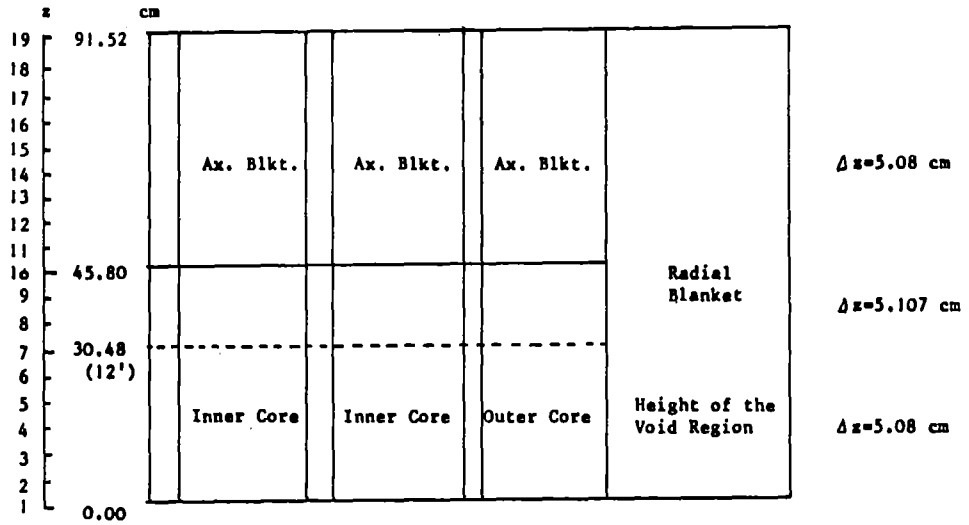 z cm
19 91.52
18
17
16
15 Ax. Blkt. Ax. Blkt. Ax. Blkt. Δz=5.08 cm
14
13
12
11
16 45.80 Radial
9 Blanket Δz=5.107 cm
8
7 30.48
6 (12')
5 Inner Core Inner Core Outer Core Height of the
4 Void Region Δz=5.08 cm
3
2
1 0.00